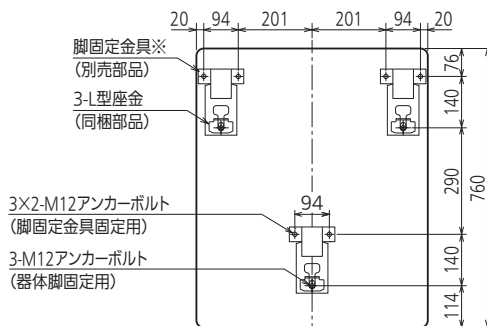 20 94 201 201 94 20
脚固定金具※
(別売部品)
3-L型座金
(同梱部品)
76
140
290
760
3×2-M12アンカーボルト
(脚固定金具固定用)
94
3-M12アンカーボルト
(器体脚固定用)
140
114